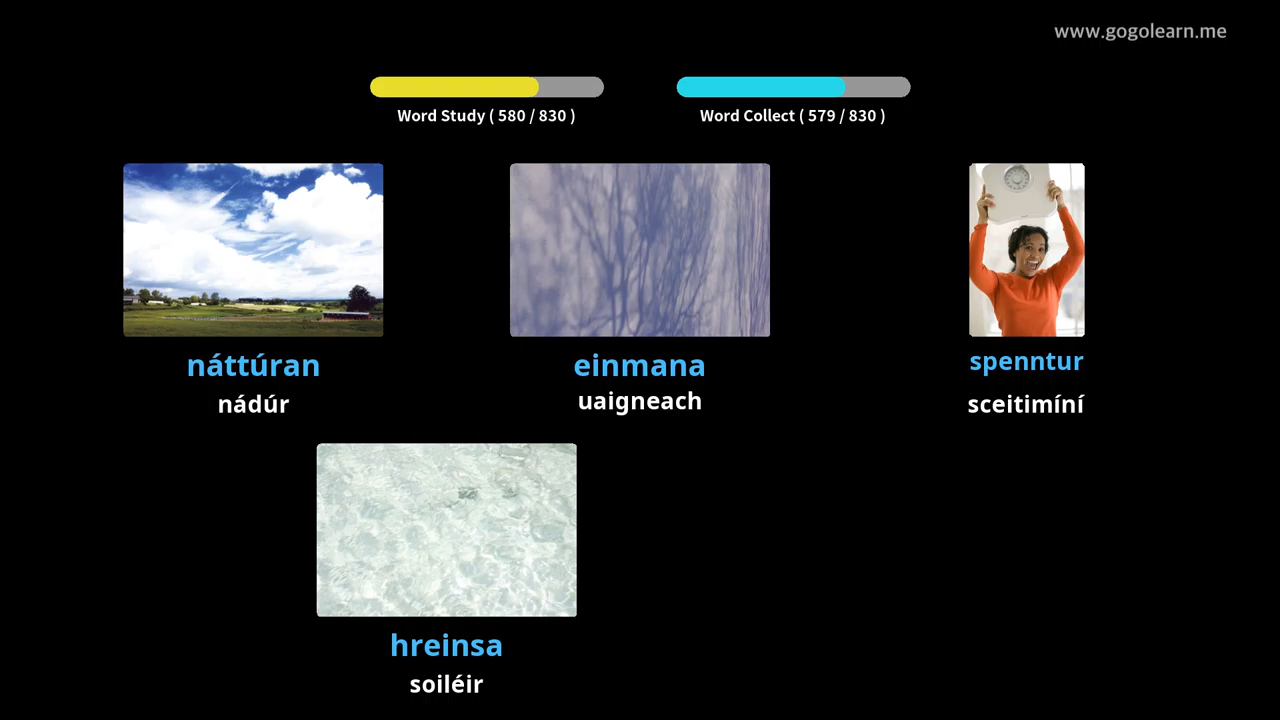 www.gogolearn.me
Word Study ( 580 / 830 )
Word Collect ( 579 / 830 )
náttúran
nádúr
einmana
uaigneach
spenntur
sceitimíní
hreinsa
soiléir